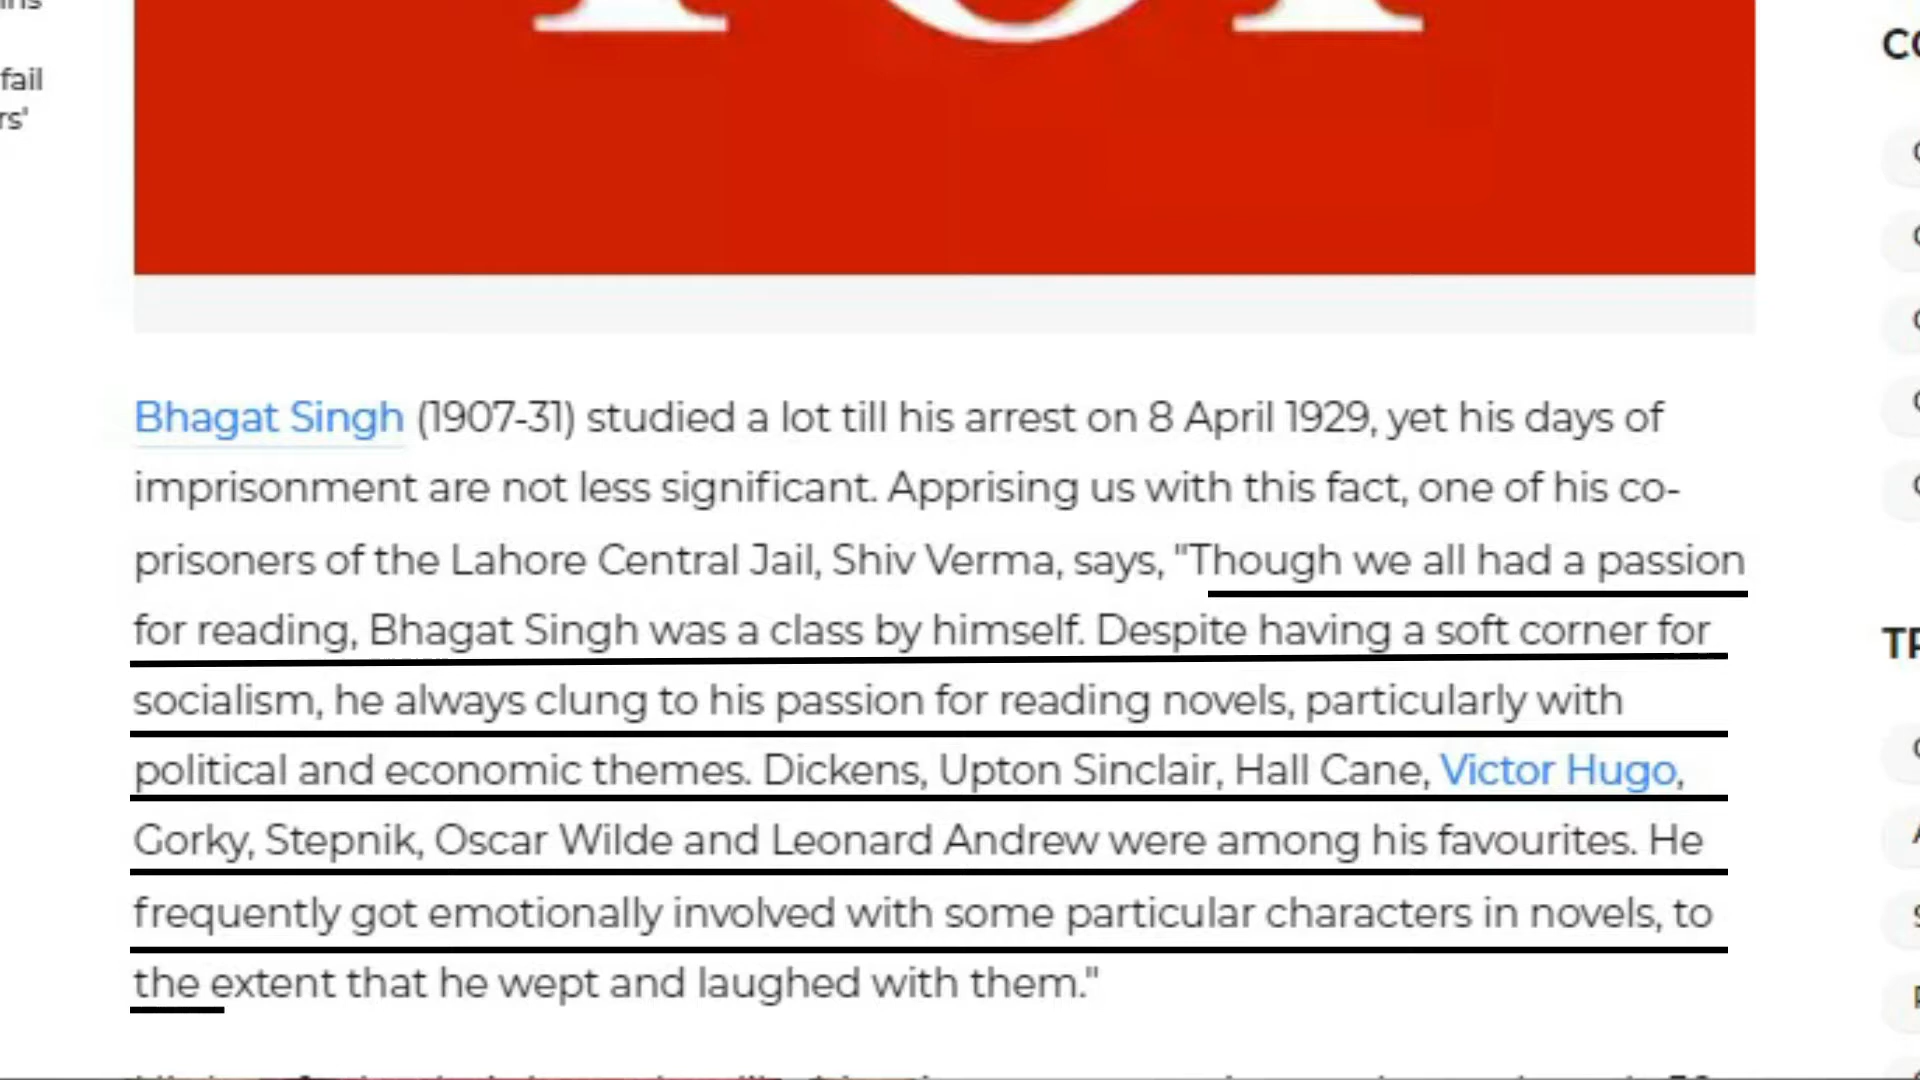 fail
rs'
TOI
Bhagat Singh (1907-31) studied a lot till his arrest on 8 April 1929, yet his days of
imprisonment are not less significant. Apprising us with this fact, one of his co-
prisoners of the Lahore Central Jail, Shiv Verma, says, "Though we all had a passion
for reading, Bhagat Singh was a class by himself. Despite having a soft corner for
socialism, he always clung to his passion for reading novels, particularly with
political and economic themes. Dickens, Upton Sinclair, Hall Cane, Victor Hugo,
Gorky, Stepnik, Oscar Wilde and Leonard Andrew were among his favourites. He
frequently got emotionally involved with some particular characters in novels, to
the extent that he wept and laughed with them."